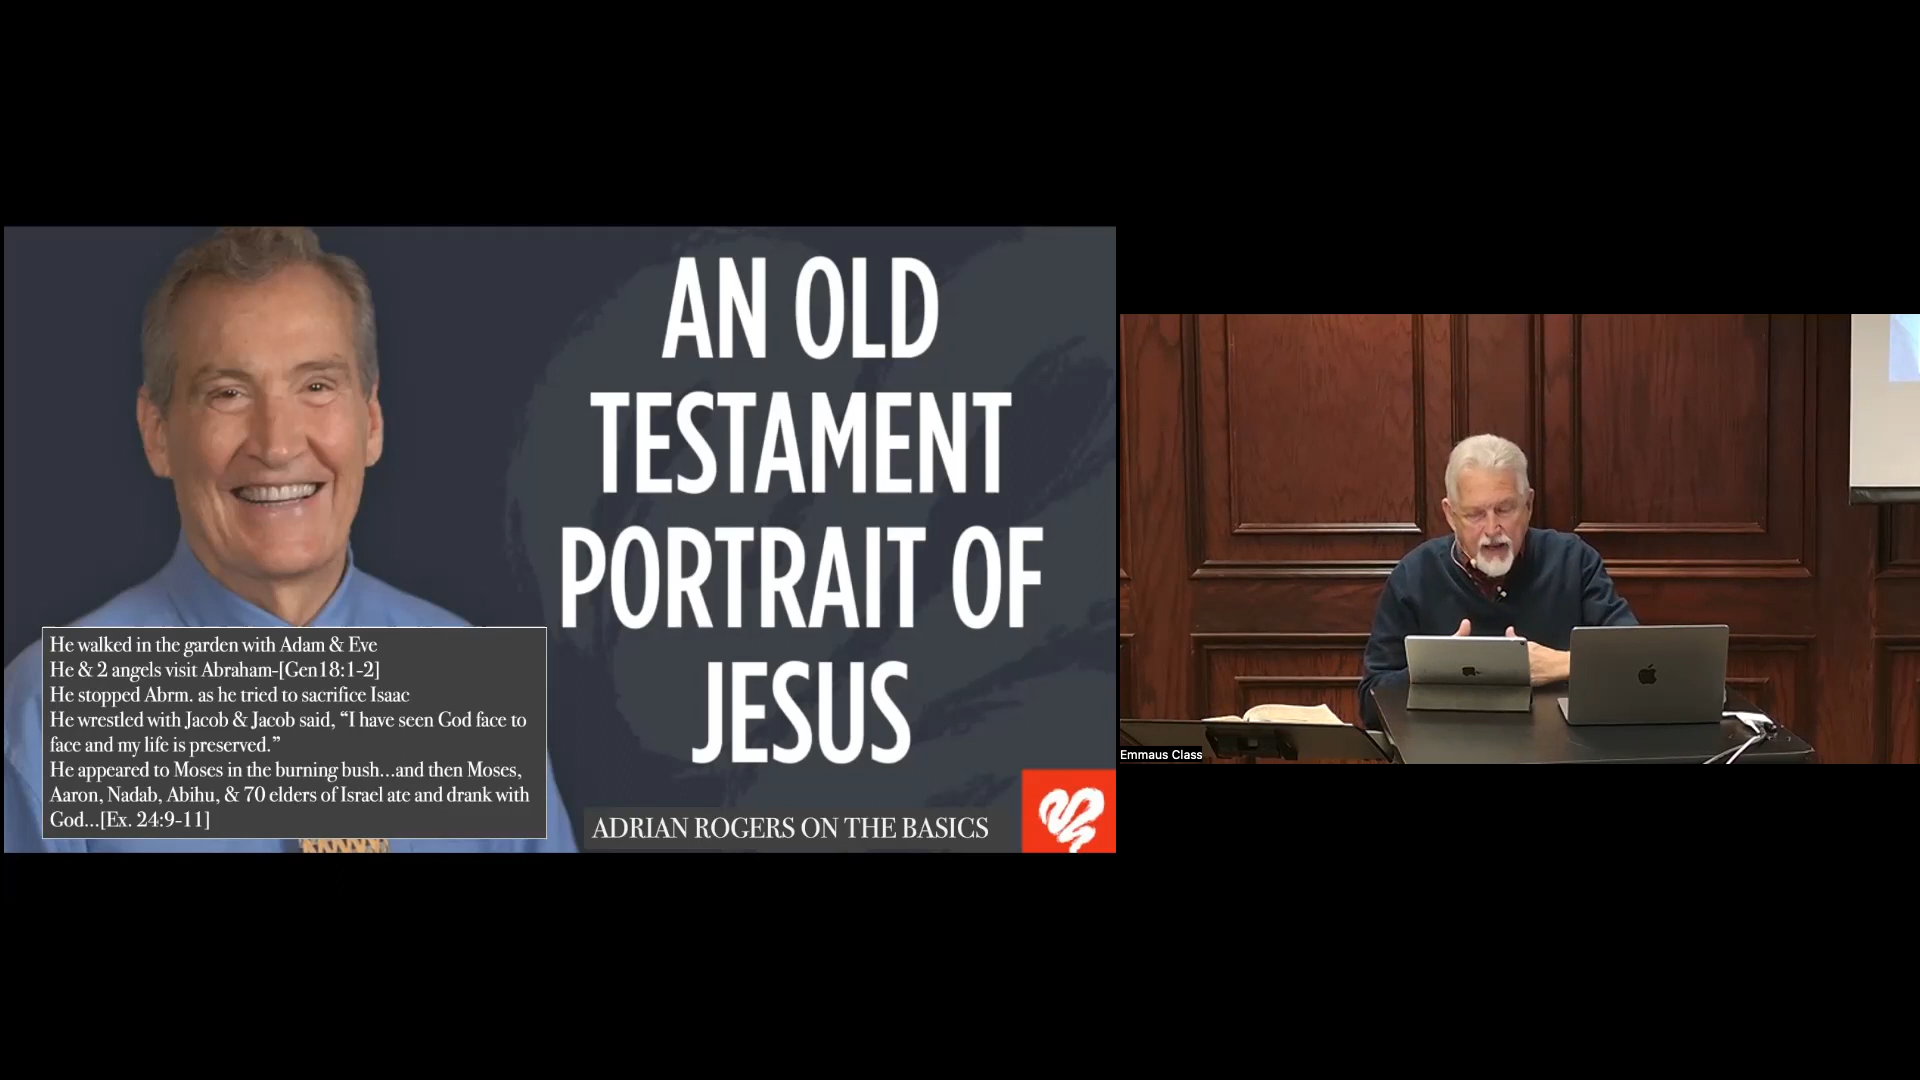 AN OLD
TESTAMENT
PORTRAIT OF
JESUS
He walked in the garden with Adam & Eve
He & 2 angels visit Abraham-[Gen18:1-2]
He stopped Abrm. as he tried to sacrifice Isaac
He wrestled with Jacob & Jacob said, “I have seen God face to
face and my life is preserved.”
He appeared to Moses in the burning bush...and then Moses,
Aaron, Nadab, Abihu, & 70 elders of Israel ate and drank with
God...[Ex. 24:9-11]
ADRIAN ROGERS ON THE BASICS
Emmaus Class